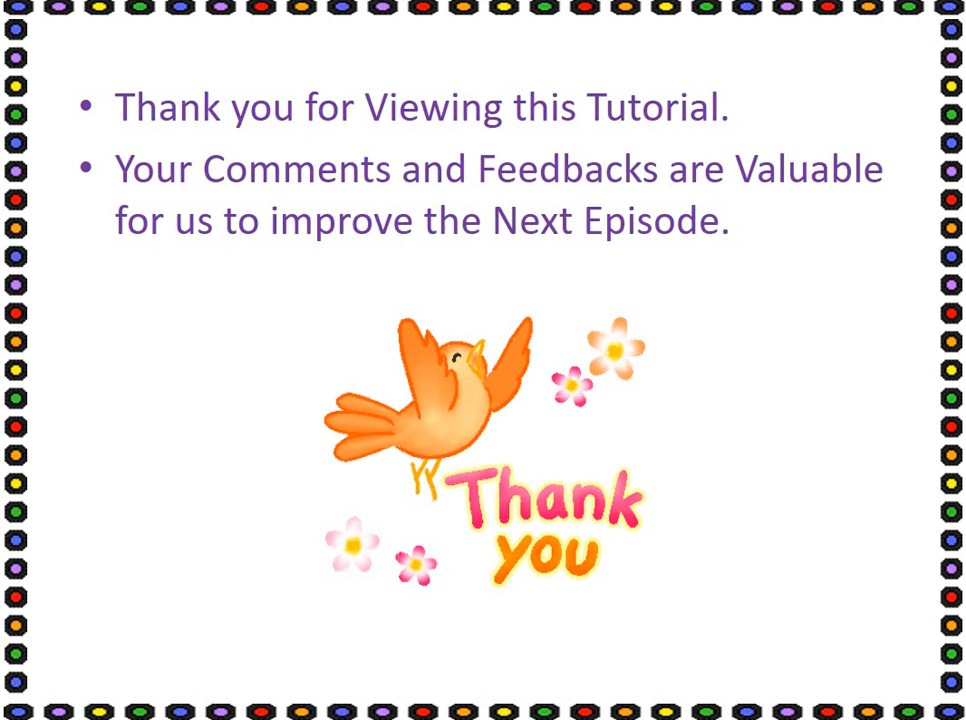 • Thank you for Viewing this Tutorial.
• Your Comments and Feedbacks are Valuable
for us to improve the Next Episode.
Thank
you